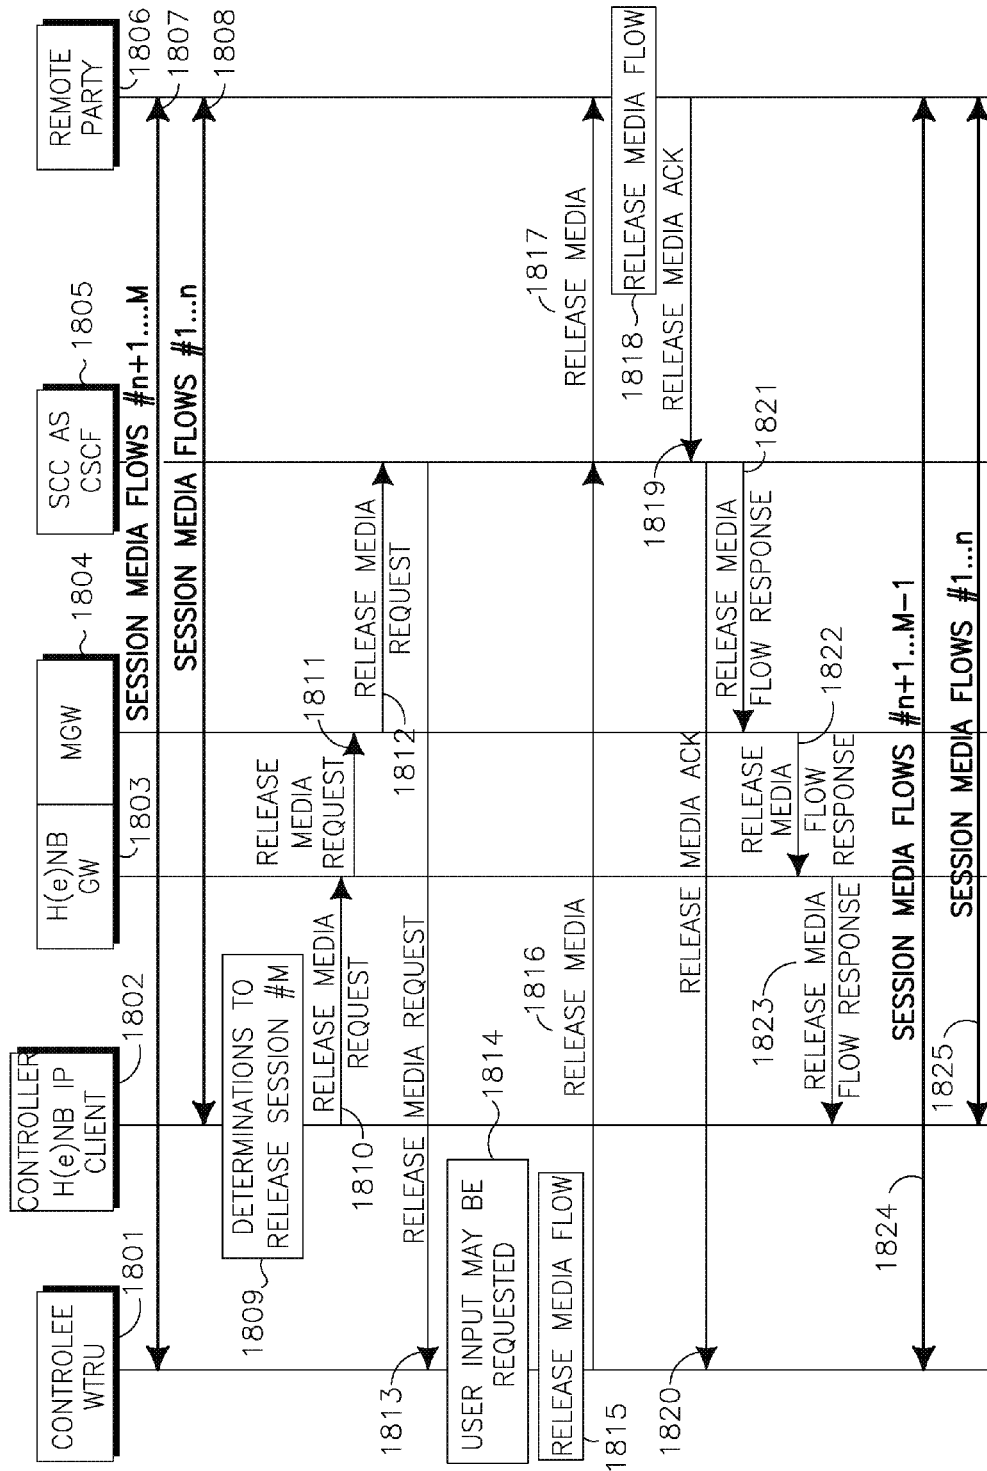 CONTROLEE
WTRU
1801
CONTROLLER
H(e)NB IP
CLIENT
1802
H(e)NB
GW
1803
MGW
1804
SCC AS
CSCF
1805
REMOTE
PARTY
1806
SESSION MEDIA FLOWS #n+1....M
1807
SESSION MEDIA FLOWS #1...n
1808
DETERMINATIONS TO
RELEASE SESSION #M
1809
RELEASE MEDIA
REQUEST
1810
RELEASE
MEDIA
REQUEST
1811
RELEASE MEDIA
REQUEST
1812
RELEASE MEDIA REQUEST
1813
USER INPUT MAY BE
REQUESTED
1814
RELEASE MEDIA FLOW
1815
RELEASE MEDIA
1816
RELEASE MEDIA
1817
RELEASE MEDIA FLOW
1818
RELEASE MEDIA ACK
1819
RELEASE MEDIA ACK
1820
RELEASE MEDIA
FLOW RESPONSE
1821
RELEASE
MEDIA
FLOW
RESPONSE
1822
RELEASE MEDIA
FLOW RESPONSE
1823
SESSION MEDIA FLOWS #n+1...M-1
1824
SESSION MEDIA FLOWS #1...n
1825